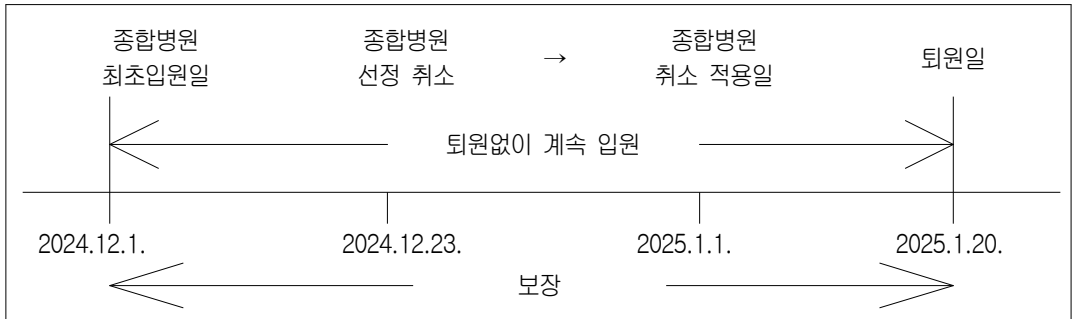 종합병원 종합병원 종합병원
최초입원일 선정 취소 → 취소 적용일 퇴원일
퇴원없이 계속 입원
2024.12.1. 2024.12.23. 2025.1.1. 2025.1.20.
보장